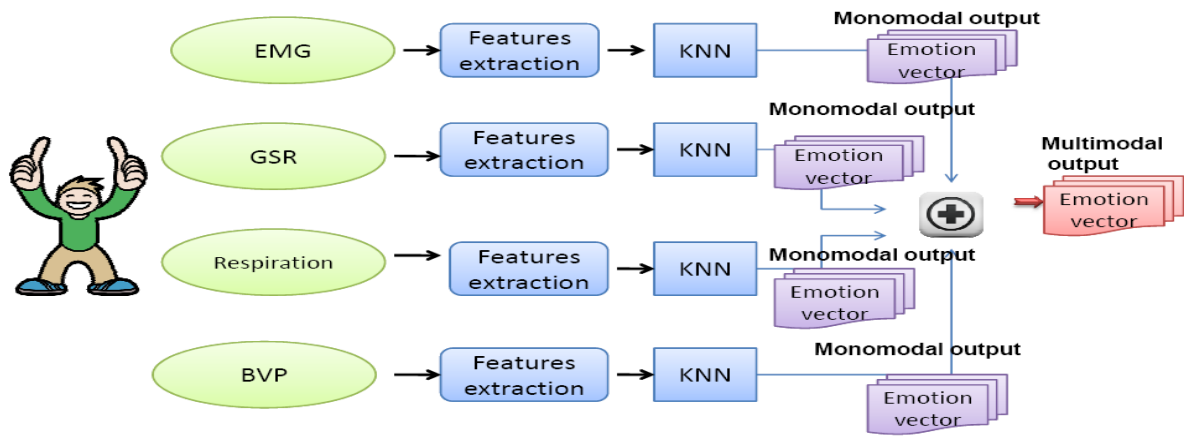 EMG
Features
extraction
KNN
Monomodal output
Emotion
vector
GSR
Features
extraction
KNN
Monomodal output
Emotion
vector
Respiration
Features
extraction
KNN
Monomodal output
Emotion
vector
BVP
Features
extraction
KNN
Monomodal output
Emotion
vector
Multimodal
output
Emotion
vector